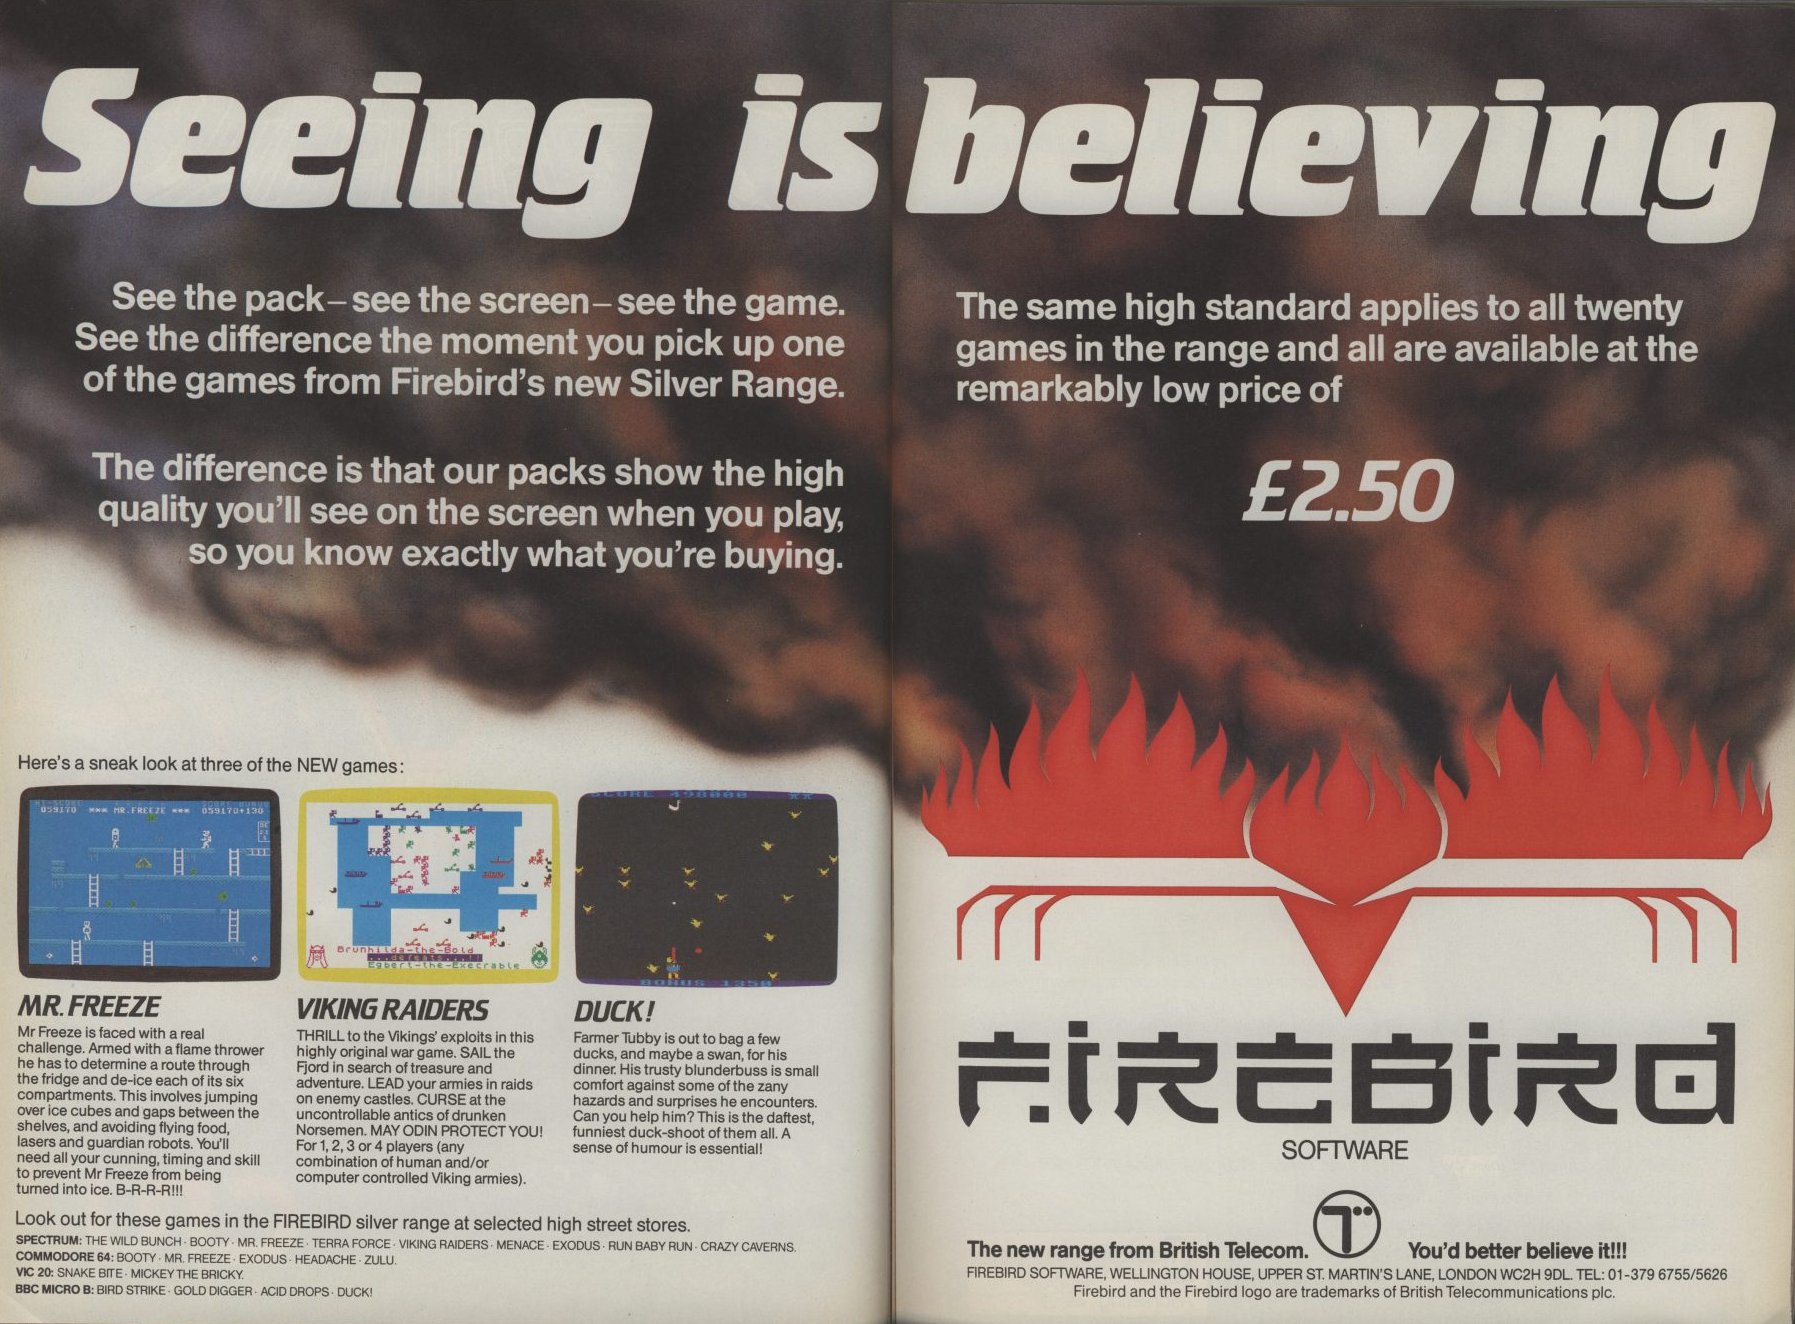 Seeing is believing
See the pack – see the screen – see the game.
See the difference the moment you pick up one
of the games from Firebird's new Silver Range.
The difference is that our packs show the high
quality you'll see on the screen when you play,
so you know exactly what you're buying.
Here's a sneak look at three of the NEW games:
HI-SCORE SCORE-BONUS
059170 *** MR.FREEZE *** 059170+130
MR. FREEZE
Mr Freeze is faced with a real
challenge. Armed with a flame thrower
he has to determine a route through
the fridge and de-ice each of its six
compartments. This involves jumping
over ice cubes and gaps between the
shelves, and avoiding flying food,
lasers and guardian robots. You'll
need all your cunning, timing and skill
to prevent Mr Freeze from being
turned into ice. B-R-R-R!!!
Brunhilda-the-Bold
...defeats...!!
Egbert-the-Execrable
VIKING RAIDERS
THRILL to the Vikings' exploits in this
highly original war game. SAIL the
Fjord in search of treasure and
adventure. LEAD your armies in raids
on enemy castles. CURSE at the
uncontrollable antics of drunken
Norsemen. MAY ODIN PROTECT YOU!
For 1, 2, 3 or 4 players (any
combination of human and/or
computer controlled Viking armies).
SCORE 498000 **
BONUS 1350
DUCK!
Farmer Tubby is out to bag a few
ducks, and maybe a swan, for his
dinner. His trusty blunderbuss is small
comfort against some of the zany
hazards and surprises he encounters.
Can you help him? This is the daftest,
funniest duck-shoot of them all. A
sense of humour is essential!
Look out for these games in the FIREBIRD silver range at selected high street stores.
SPECTRUM: THE WILD BUNCH · BOOTY · MR. FREEZE · TERRA FORCE · VIKING RAIDERS · MENACE · EXODUS · RUN BABY RUN · CRAZY CAVERNS.
COMMODORE 64: BOOTY · MR. FREEZE · EXODUS · HEADACHE · ZULU.
VIC 20: SNAKE BITE · MICKEY THE BRICKY.
BBC MICRO B: BIRD STRIKE · GOLD DIGGER · ACID DROPS · DUCK!
The same high standard applies to all twenty
games in the range and all are available at the
remarkably low price of
£2.50
FIREBIRD
SOFTWARE
The new range from British Telecom. T You'd better believe it!!!
FIREBIRD SOFTWARE, WELLINGTON HOUSE, UPPER ST. MARTIN'S LANE, LONDON WC2H 9DL. TEL: 01-379 6755/5626
Firebird and the Firebird logo are trademarks of British Telecommunications plc.